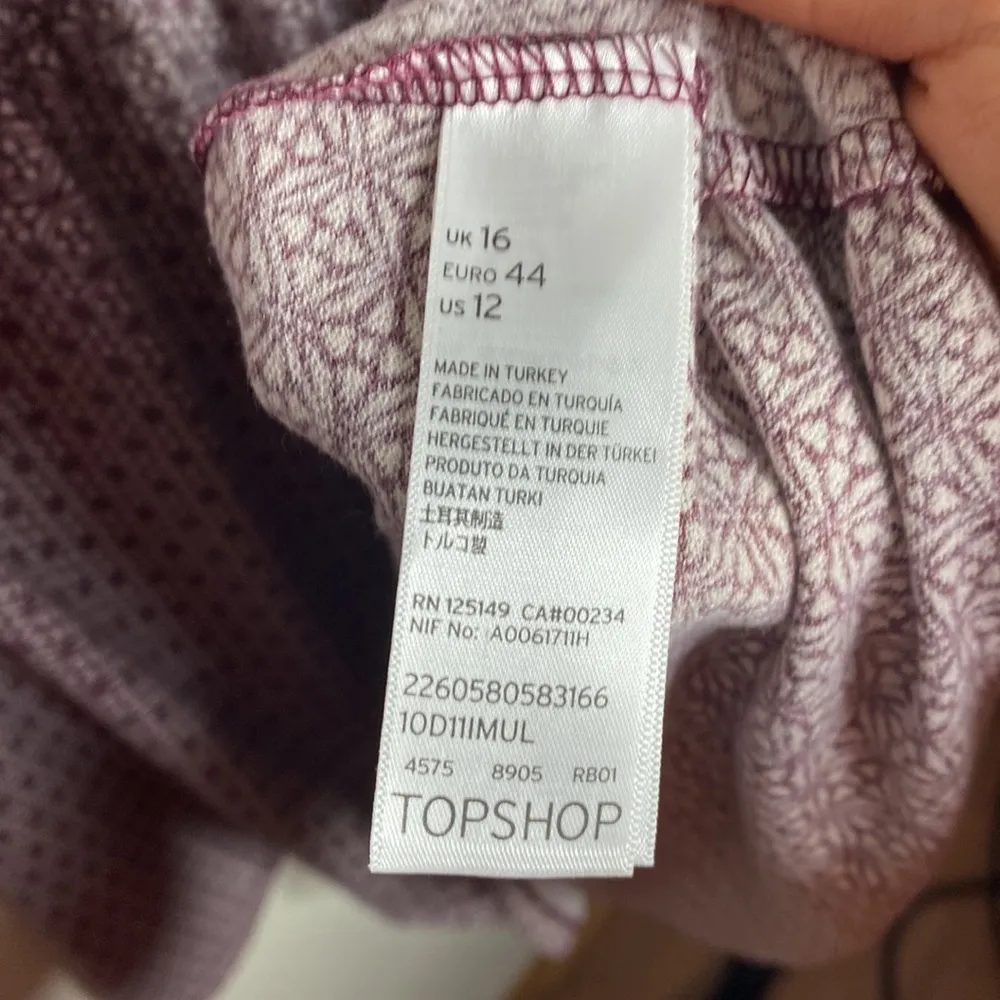 UK 16
EURO 44
US 12
MADE IN TURKEY
FABRICADO EN TURQUÍA
FABRIQUÉ EN TURQUIE
HERGESTELLT IN DER TÜRKEI
PRODUTO DA TURQUIA
BUATAN TURKI
土耳其制造
トルコ製
RN 125149 CA#00234
NIF No: A0061711H
2260580583166
10D11IMUL
4575 8905 RB01
TOPSHOP